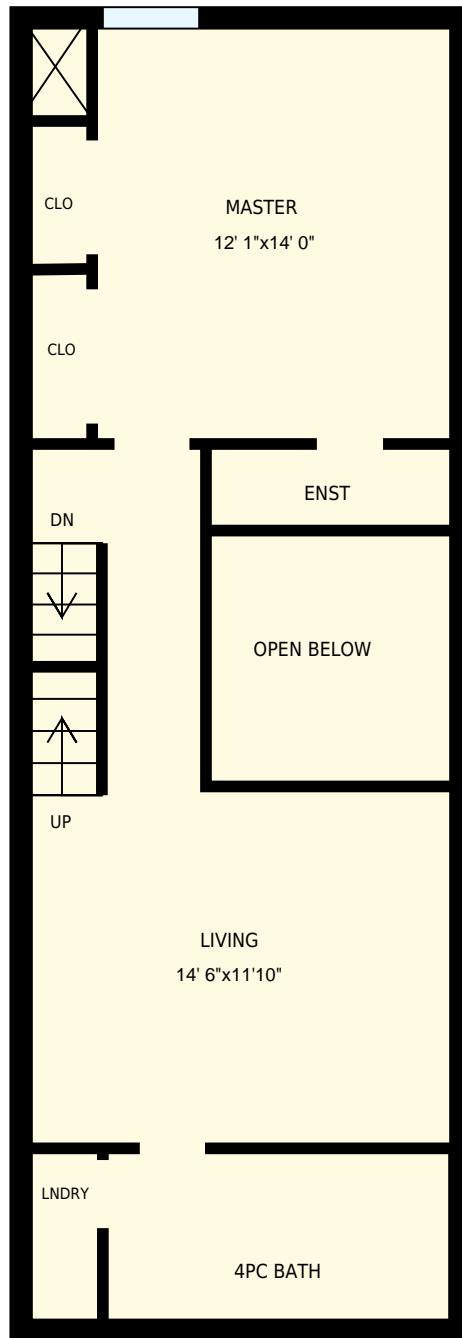 CLO
MASTER
12' 1"x14' 0"
CLO
ENST
DN
OPEN BELOW
UP
LIVING
14' 6"x11'10"
LNDRY
4PC BATH